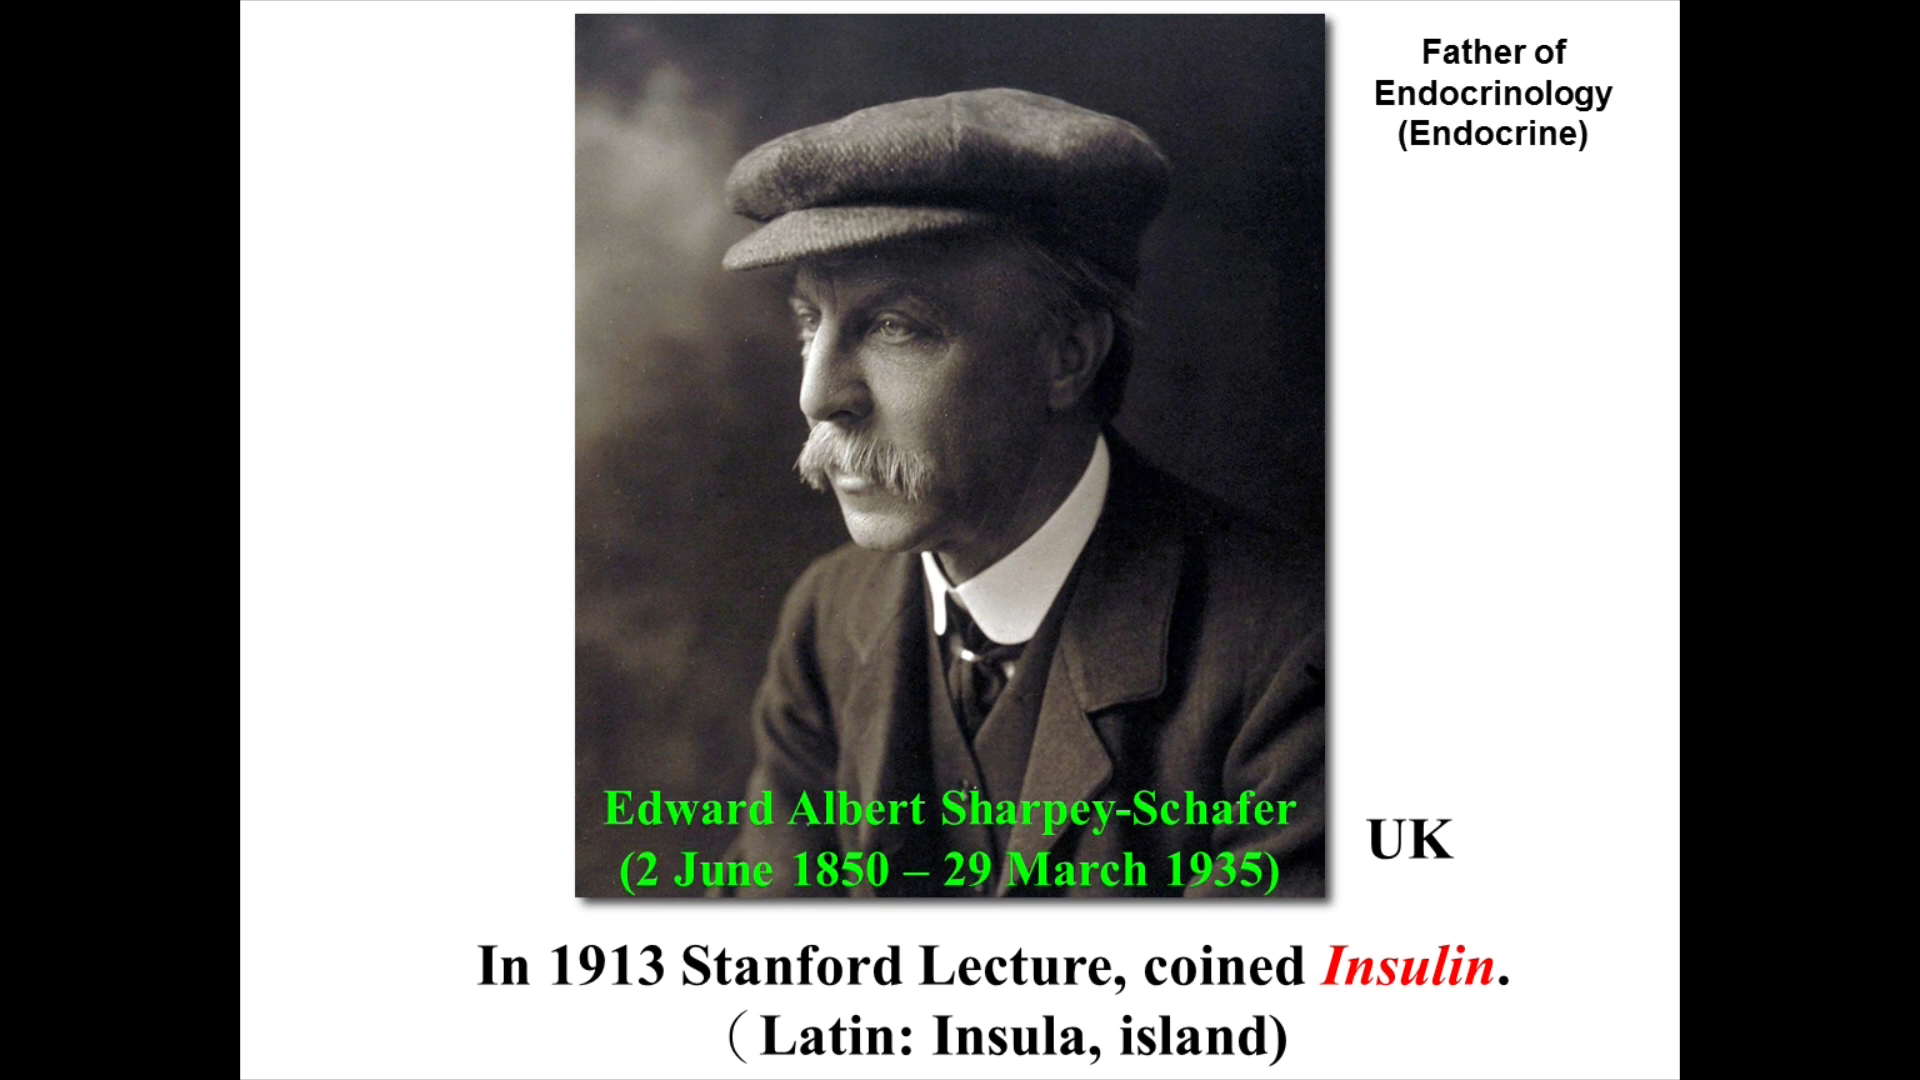 Father of
Endocrinology
(Endocrine)
Edward Albert Sharpey-Schafer
(2 June 1850 – 29 March 1935)
UK
In 1913 Stanford Lecture, coined Insulin.
（Latin: Insula, island)